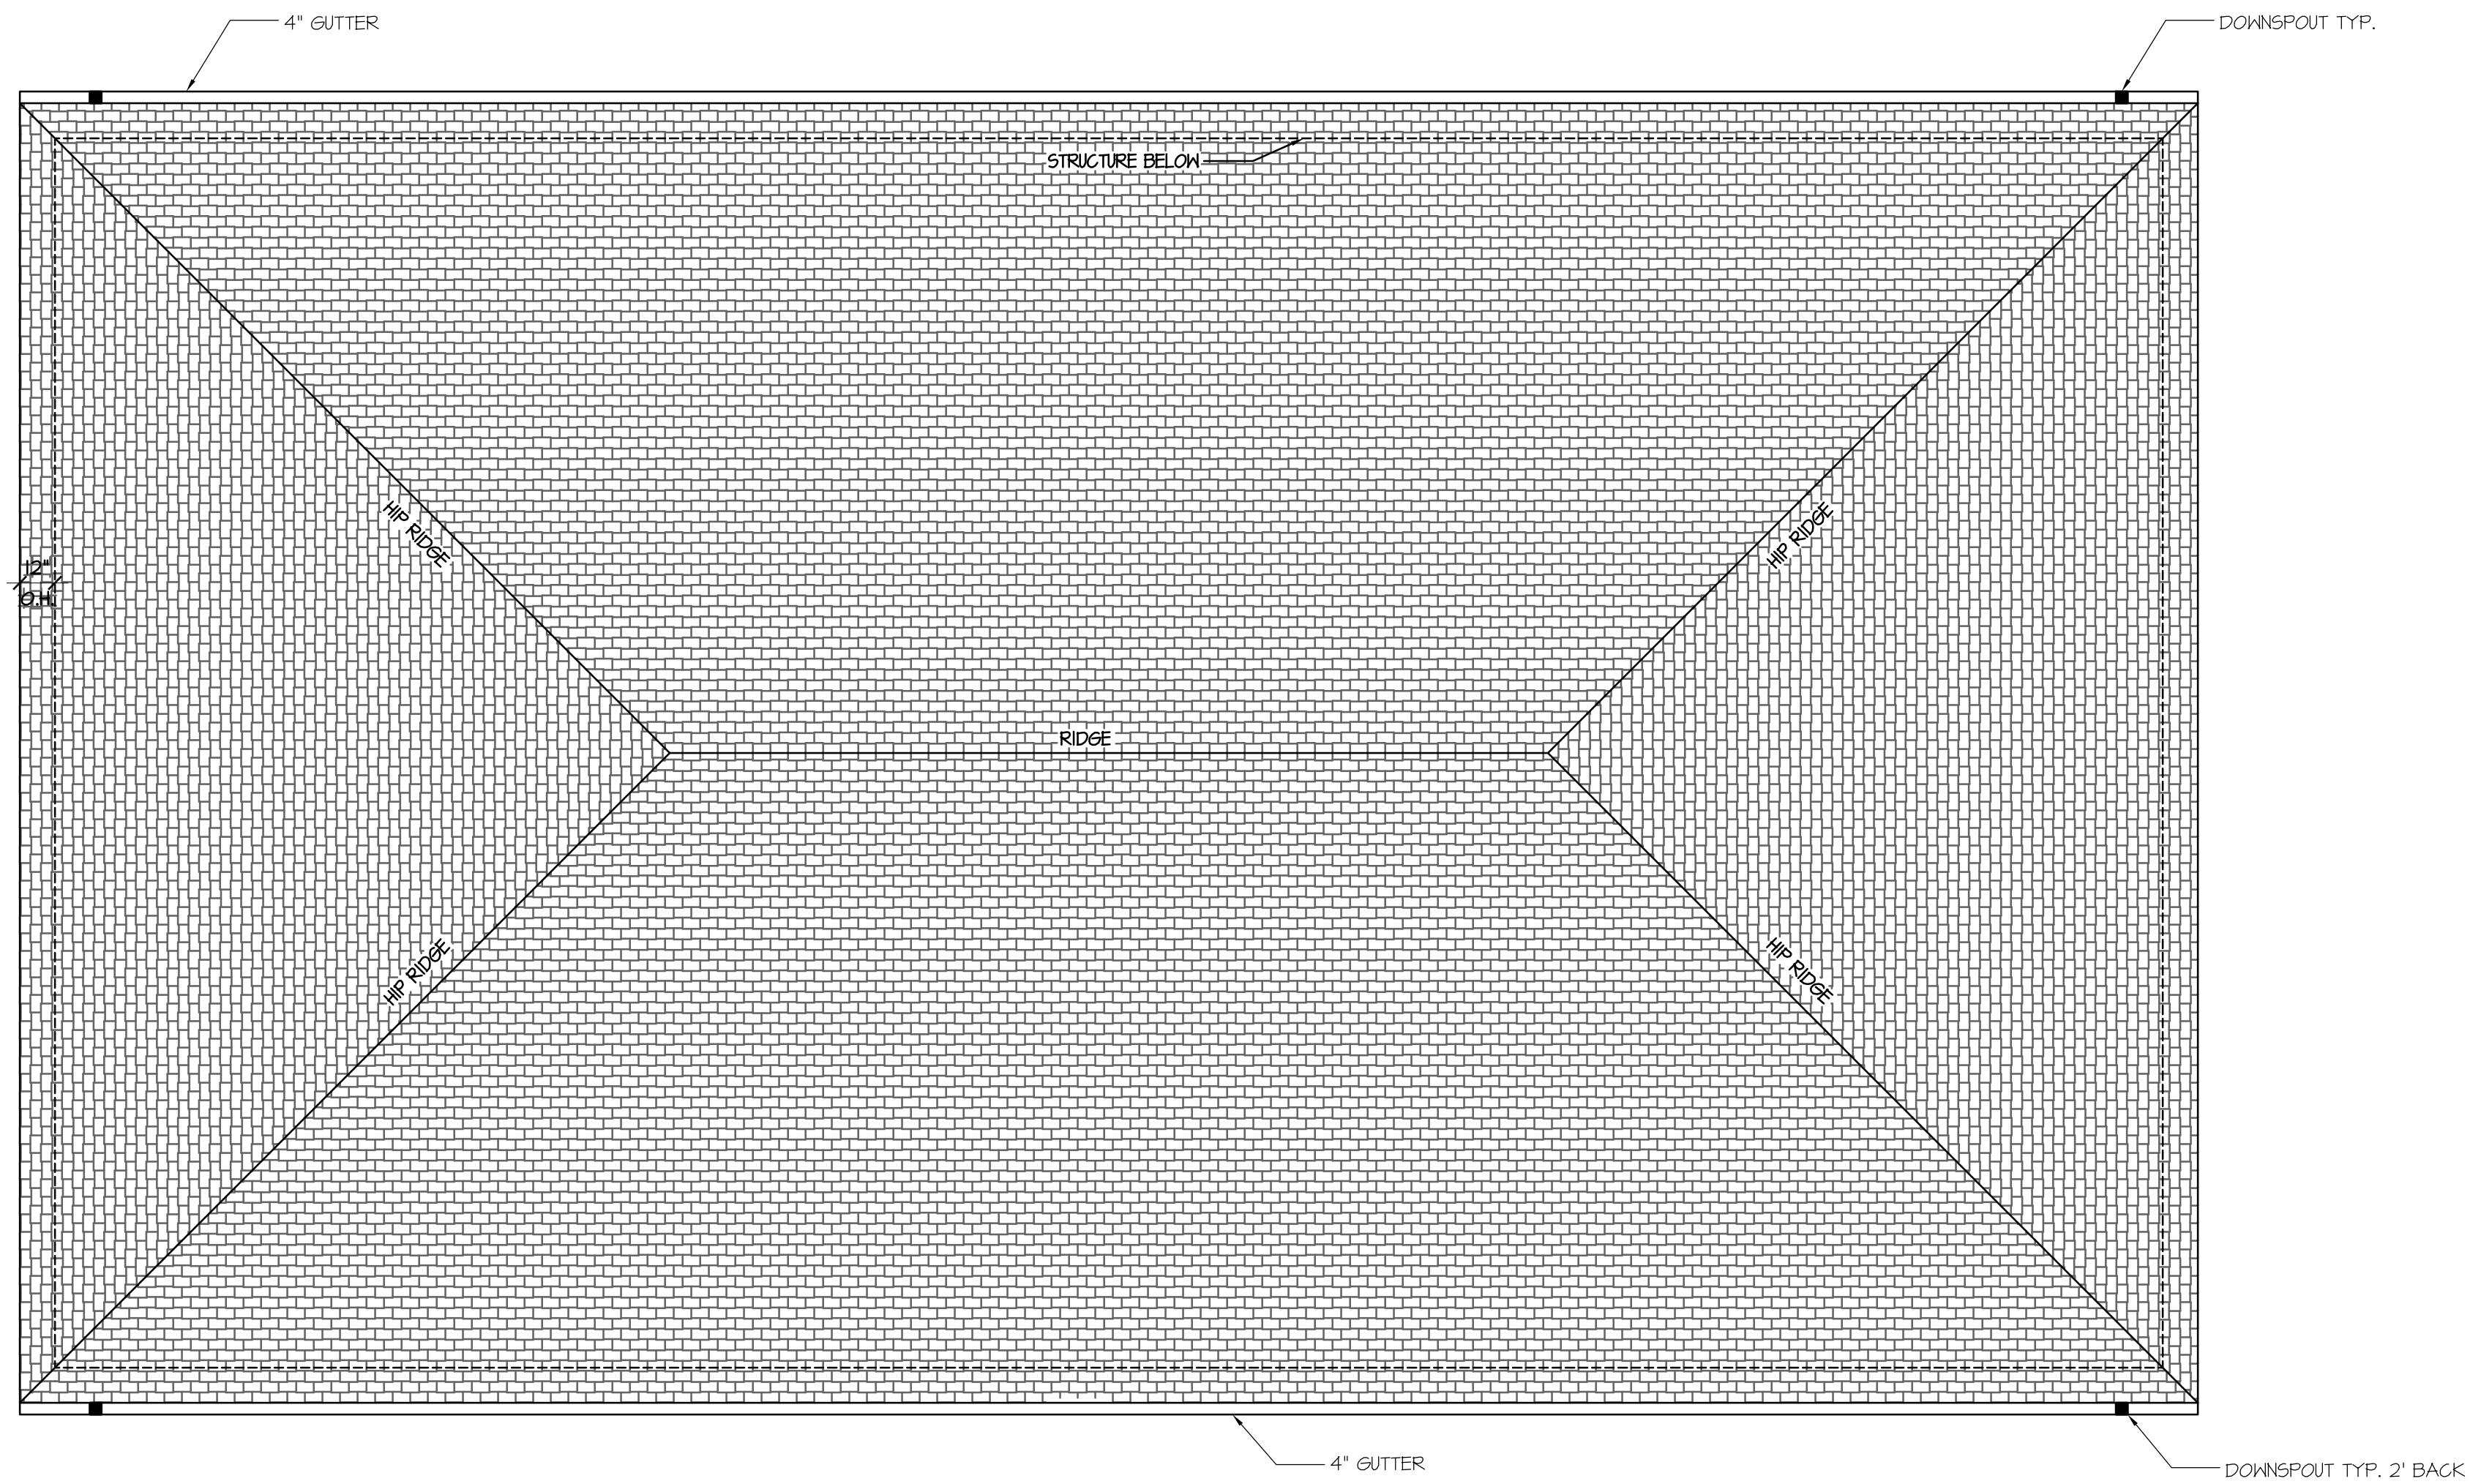 4" GUTTER
DOWNSPOUT TYP.
STRUCTURE BELOW
HIP RIDGE
HIP RIDGE
12"
O.H.
RIDGE
HIP RIDGE
HIP RIDGE
4" GUTTER
DOWNSPOUT TYP. 2' BACK